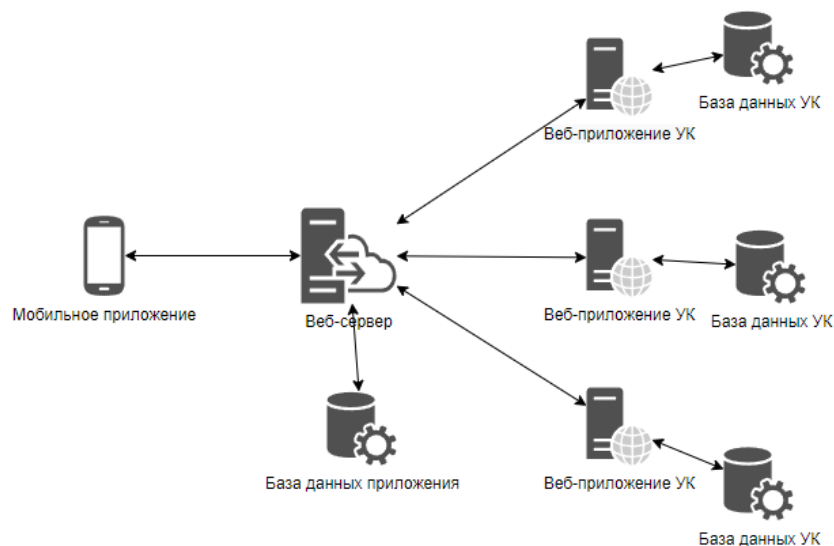 База данных УК
Веб-приложение УК
Мобильное приложение
Веб-сервер
Веб-приложение УК
База данных УК
База данных приложения
Веб-приложение УК
База данных УК